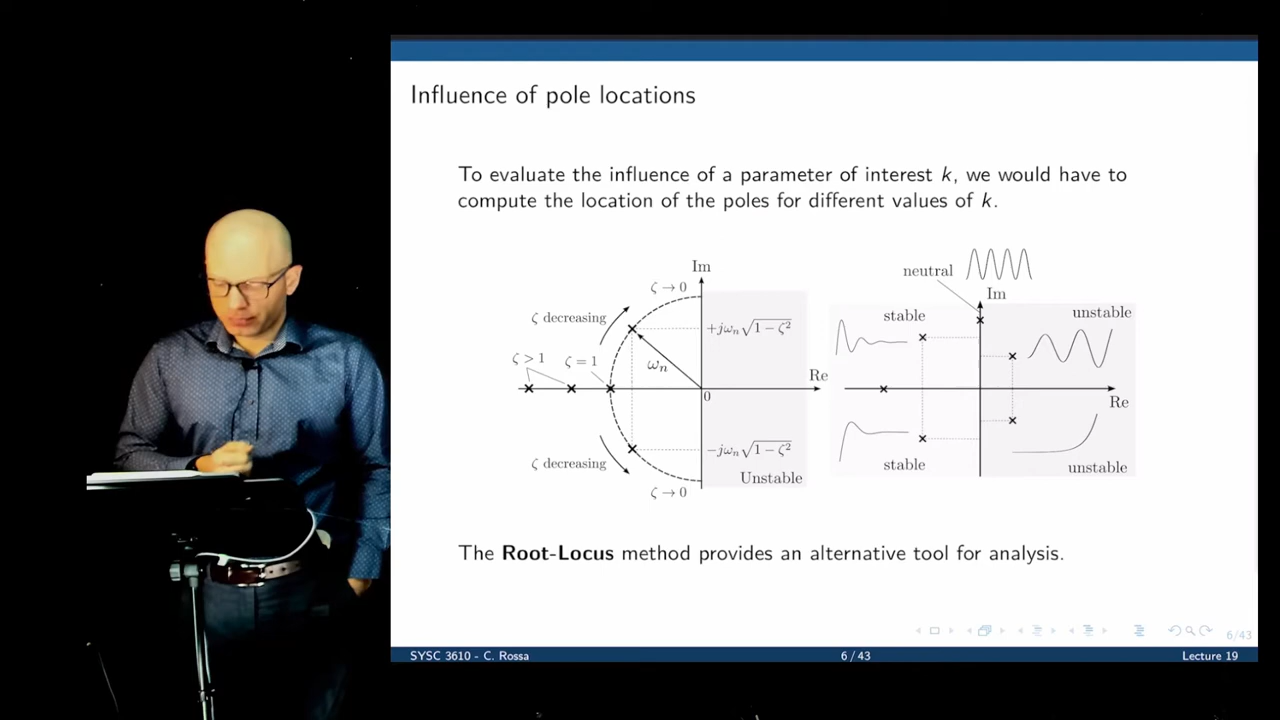 Influence of pole locations
To evaluate the influence of a parameter of interest k, we would have to
compute the location of the poles for different values of k.
Im
ζ → 0
ζ decreasing
+jωn√1 − ζ²
ζ > 1
ζ = 1
ωn
Re
0
ζ decreasing
−jωn√1 − ζ²
Unstable
ζ → 0
neutral
Im
stable
unstable
Re
stable
unstable
The Root-Locus method provides an alternative tool for analysis.
6/43
SYSC 3610 - C. Rossa
6 / 43
Lecture 19